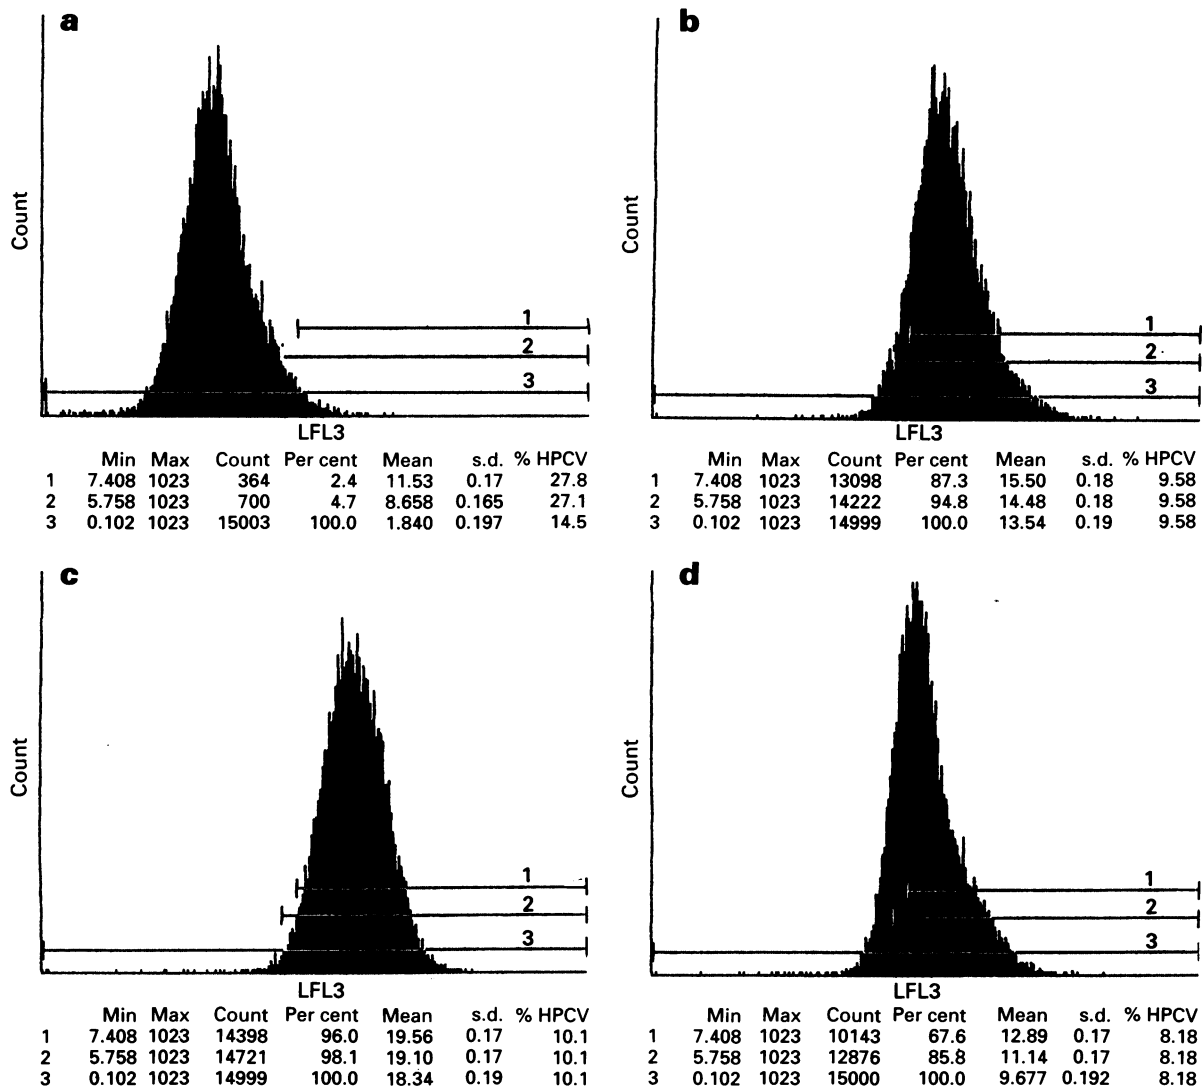 a
Count
1
2
3
LFL3
Min Max Count Per cent Mean s.d. % HPCV
1 7.408 1023 364 2.4 11.53 0.17 27.8
2 5.758 1023 700 4.7 8.658 0.165 27.1
3 0.102 1023 15003 100.0 1.840 0.197 14.5
b
Count
1
2
3
LFL3
Min Max Count Per cent Mean s.d. % HPCV
1 7.408 1023 13098 87.3 15.50 0.18 9.58
2 5.758 1023 14222 94.8 14.48 0.18 9.58
3 0.102 1023 14999 100.0 13.54 0.19 9.58
c
Count
1
2
3
LFL3
Min Max Count Per cent Mean s.d. % HPCV
1 7.408 1023 14398 96.0 19.56 0.17 10.1
2 5.758 1023 14721 98.1 19.10 0.17 10.1
3 0.102 1023 14999 100.0 18.34 0.19 10.1
d
Count
1
2
3
LFL3
Min Max Count Per cent Mean s.d. % HPCV
1 7.408 1023 10143 67.6 12.89 0.17 8.18
2 5.758 1023 12876 85.8 11.14 0.17 8.18
3 0.102 1023 15000 100.0 9.677 0.192 8.18